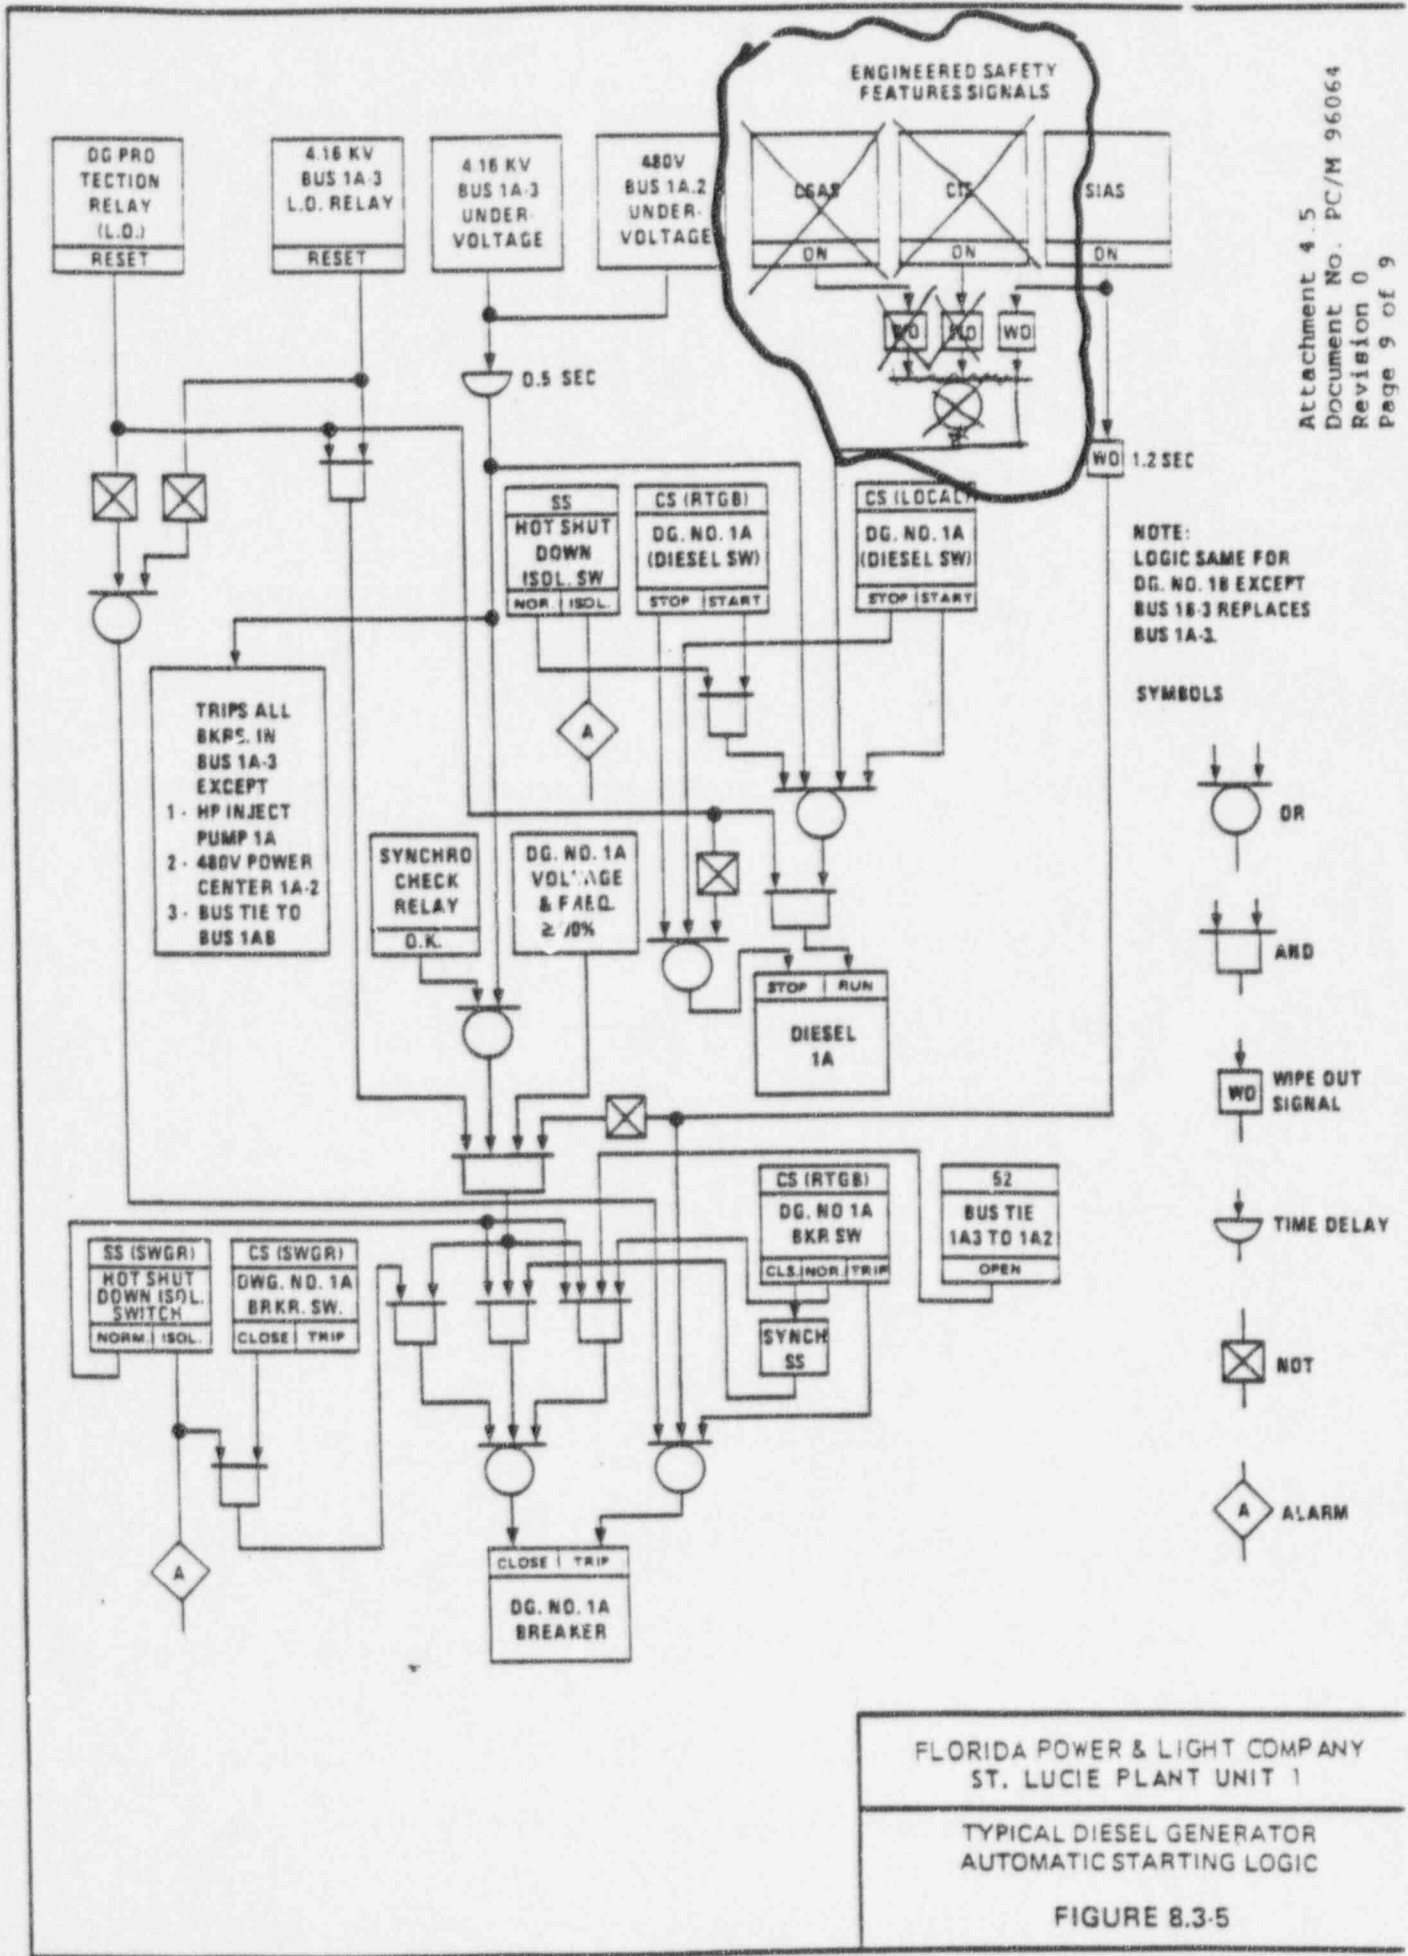 ENGINEERED SAFETY
FEATURES SIGNALS
DG PRO
TECTION
RELAY
(L.O.)
RESET
4.16 KV
BUS 1A-3
L.O. RELAY
RESET
4.16 KV
BUS 1A-3
UNDER-
VOLTAGE
480V
BUS 1A.2
UNDER-
VOLTAGE
ON
CIS
ON
SIAS
ON
WO
0.5 SEC
WO 1.2 SEC
Attachment 4.5
Document No. PC/M 96064
Revision 0
Page 9 of 9
SS
HOT SHUT
DOWN
ISOL. SW
NOR. ISOL.
CS (RTGB)
DG. NO. 1A
(DIESEL SW)
STOP START
CS (LOCAL)
DG. NO. 1A
(DIESEL SW)
STOP START
NOTE:
LOGIC SAME FOR
DG. NO. 1B EXCEPT
BUS 1B-3 REPLACES
BUS 1A-3.
SYMBOLS
TRIPS ALL
BKRS. IN
BUS 1A-3
EXCEPT
1 - HP INJECT
PUMP 1A
2 - 480V POWER
CENTER 1A-2
3 - BUS TIE TO
BUS 1AB
A
SYNCHRO
CHECK
RELAY
O.K.
DG. NO. 1A
VOLTAGE
& FREQ.
STOP RUN
DIESEL
1A
OR
AND
WO WIPE OUT
SIGNAL
TIME DELAY
NOT
A ALARM
SS (SWGR)
HOT SHUT
DOWN ISOL.
SWITCH
NORM. ISOL.
CS (SWGR)
DWG. NO. 1A
BRKR. SW.
CLOSE TRIP
CS (RTGB)
DG. NO 1A
BKR SW
CLS. NOR. TRIP
SYNCH
SS
52
BUS TIE
1A3 TO 1A2
OPEN
A
CLOSE TRIP
DG. NO. 1A
BREAKER
FLORIDA POWER & LIGHT COMPANY
ST. LUCIE PLANT UNIT 1
TYPICAL DIESEL GENERATOR
AUTOMATIC STARTING LOGIC
FIGURE 8.3-5